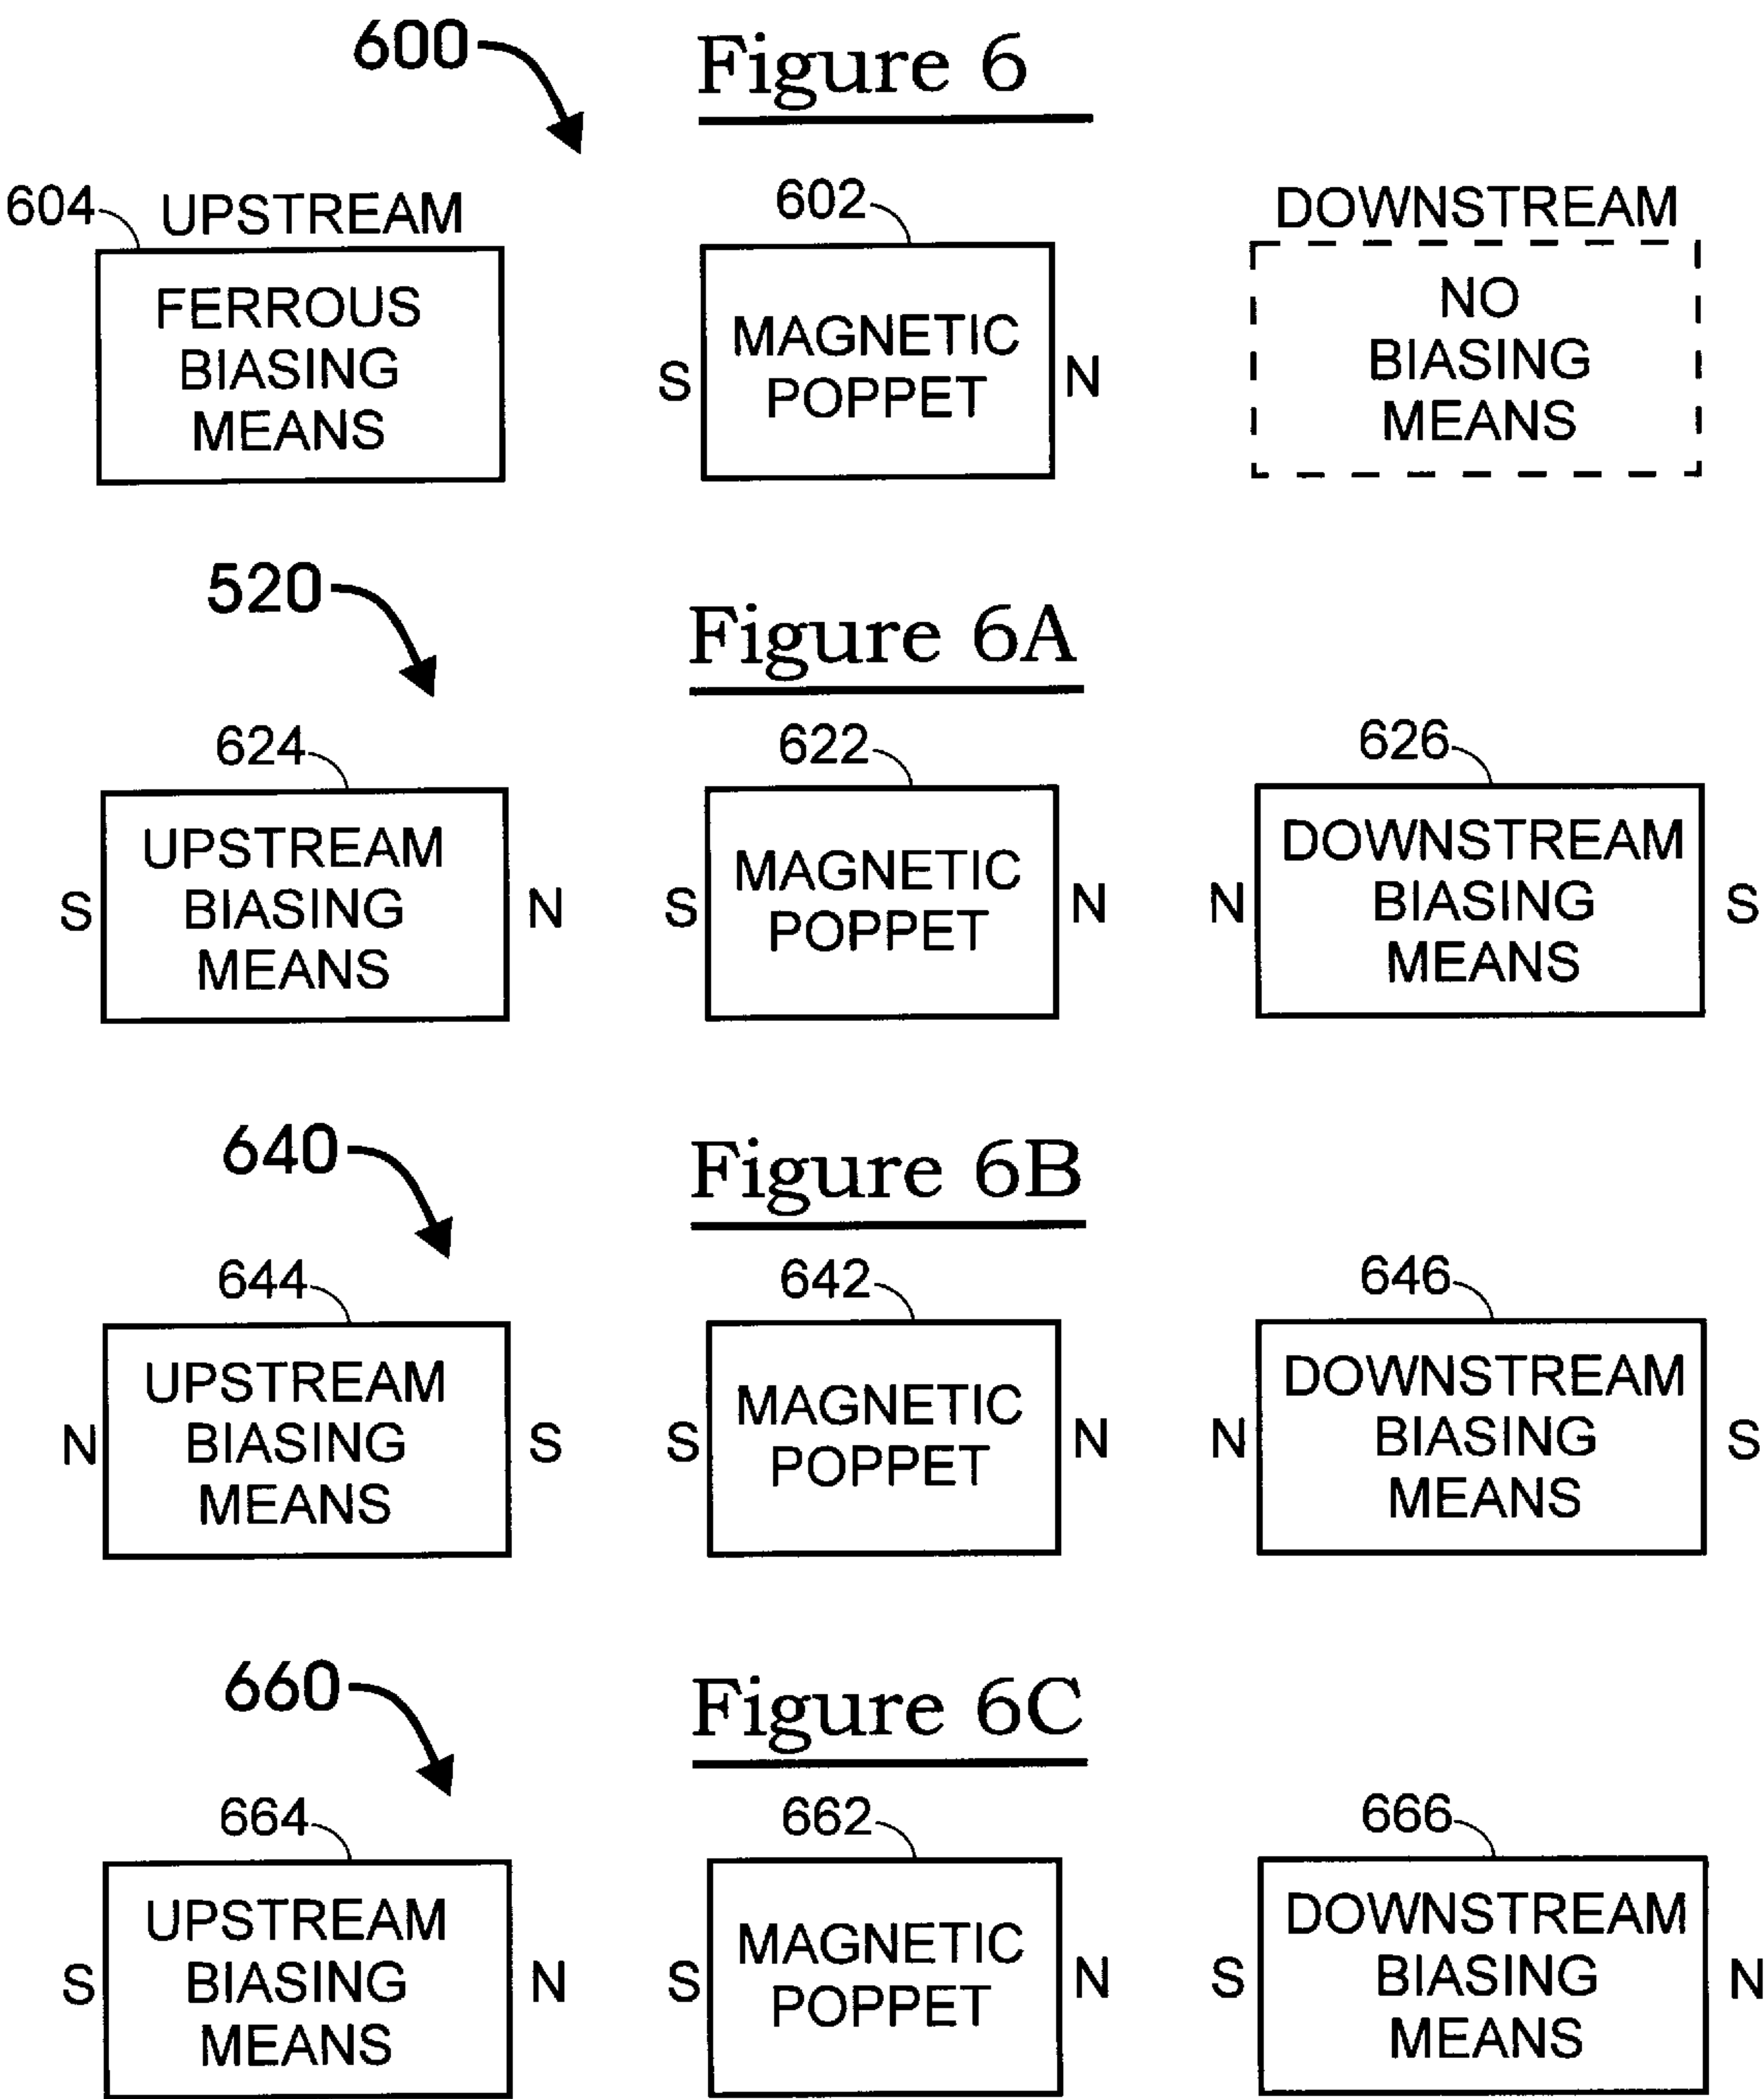 600
Figure 6
604
UPSTREAM
602
DOWNSTREAM
FERROUS
BIASING
MEANS
S
MAGNETIC
POPPET
N
NO
BIASING
MEANS
520
Figure 6A
624
622
626
S
UPSTREAM
BIASING
MEANS
N
S
MAGNETIC
POPPET
N
N
DOWNSTREAM
BIASING
MEANS
S
640
Figure 6B
644
642
646
N
UPSTREAM
BIASING
MEANS
S
S
MAGNETIC
POPPET
N
N
DOWNSTREAM
BIASING
MEANS
S
660
Figure 6C
664
662
666
S
UPSTREAM
BIASING
MEANS
N
S
MAGNETIC
POPPET
N
S
DOWNSTREAM
BIASING
MEANS
N